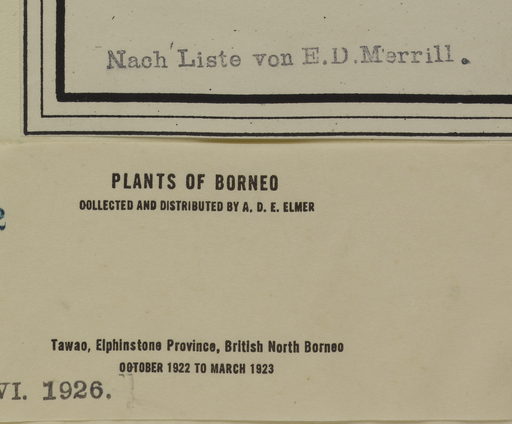 Nach Liste von E.D.Merrill.
PLANTS OF BORNEO
COLLECTED AND DISTRIBUTED BY A. D. E. ELMER
Tawao, Elphinstone Province, British North Borneo
OCTOBER 1922 TO MARCH 1923
VI. 1926.